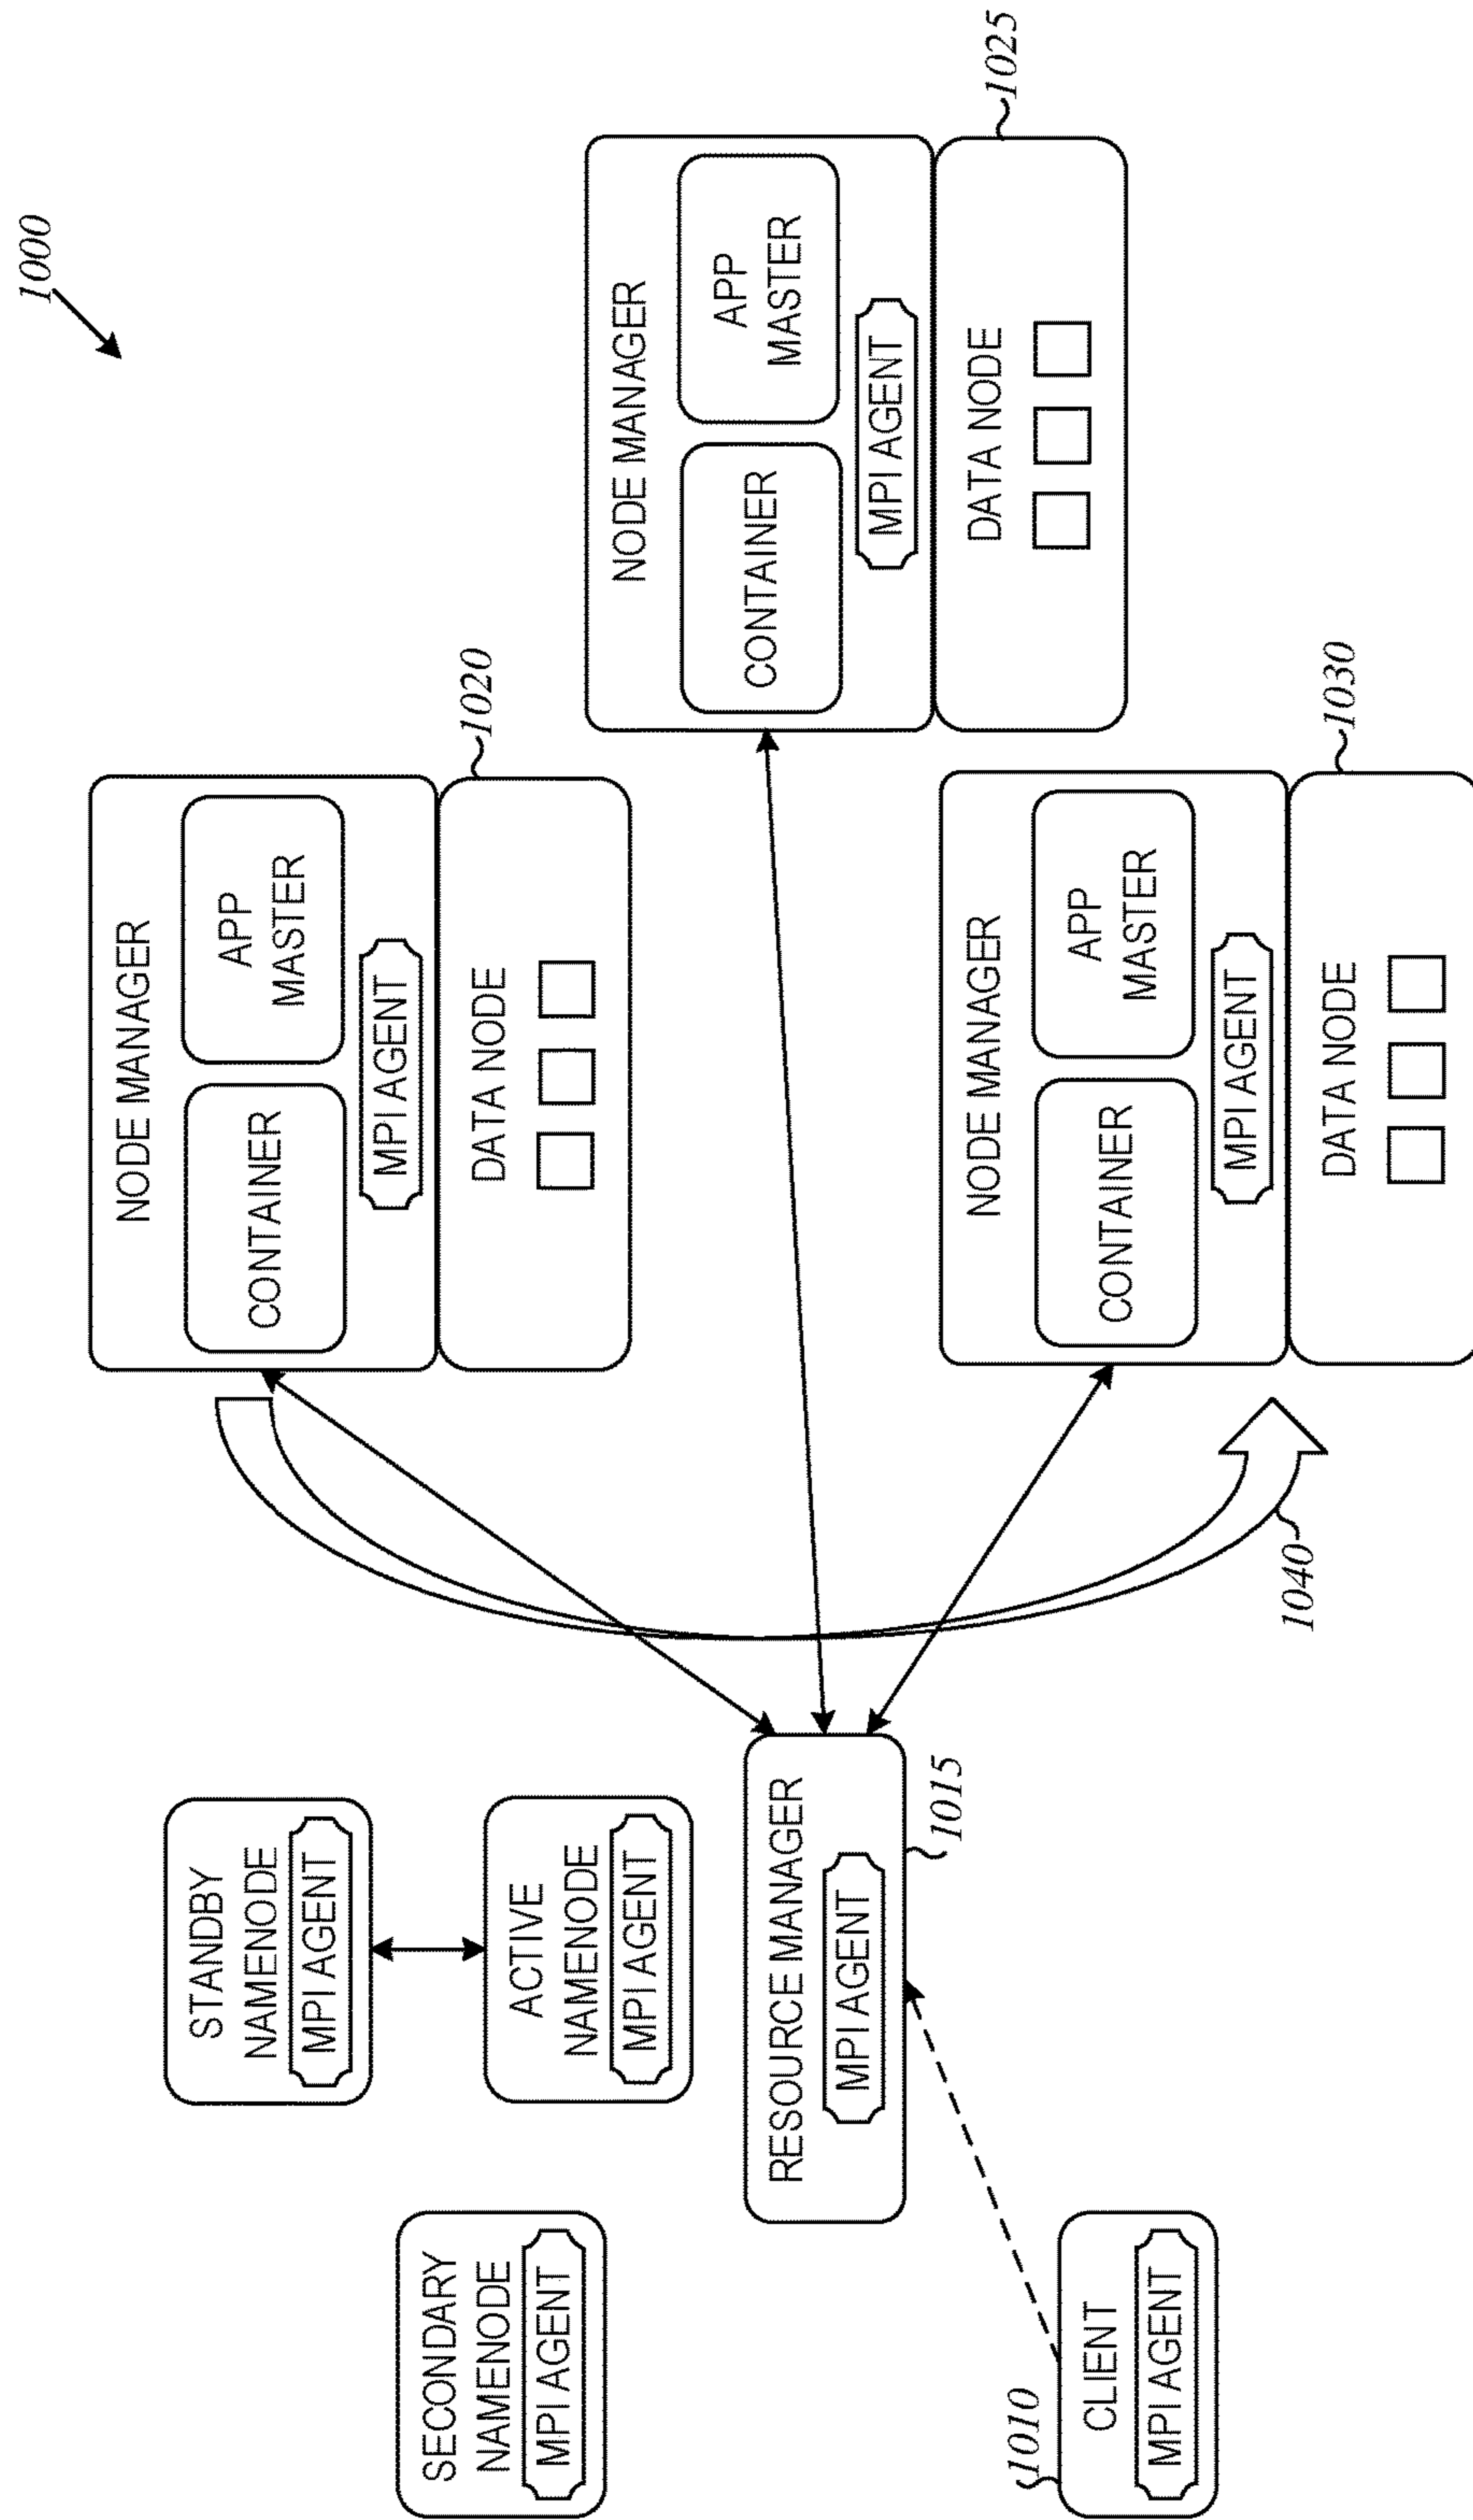 1000
SECONDARY
NAMENODE
MPI AGENT
STANDBY
NAMENODE
MPI AGENT
ACTIVE
NAMENODE
MPI AGENT
RESOURCE MANAGER
MPI AGENT
1015
1010
CLIENT
MPI AGENT
NODE MANAGER
CONTAINER
APP
MASTER
MPI AGENT
DATA NODE
1020
NODE MANAGER
CONTAINER
APP
MASTER
MPI AGENT
DATA NODE
1025
NODE MANAGER
CONTAINER
APP
MASTER
MPI AGENT
DATA NODE
1030
1040